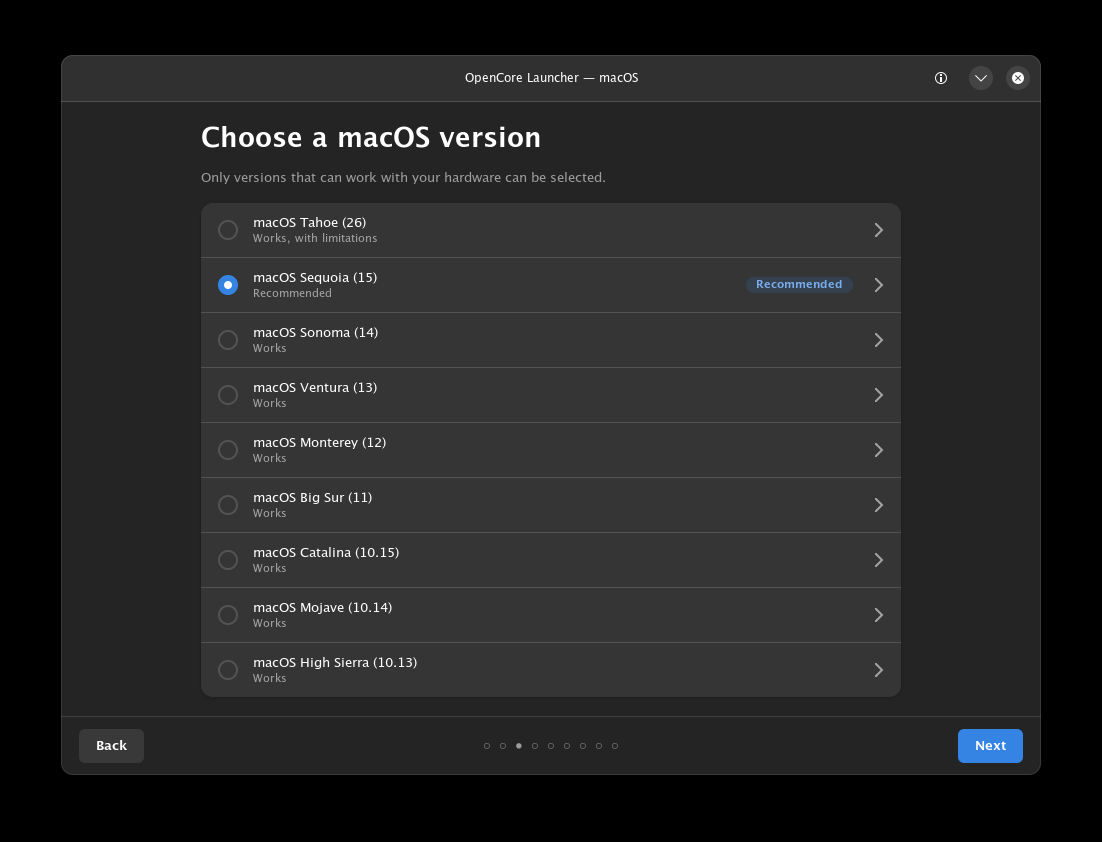 OpenCore Launcher — macOS
Choose a macOS version
Only versions that can work with your hardware can be selected.
macOS Tahoe (26)
Works, with limitations
macOS Sequoia (15)
Recommended
Recommended
macOS Sonoma (14)
Works
macOS Ventura (13)
Works
macOS Monterey (12)
Works
macOS Big Sur (11)
Works
macOS Catalina (10.15)
Works
macOS Mojave (10.14)
Works
macOS High Sierra (10.13)
Works
Back
Next